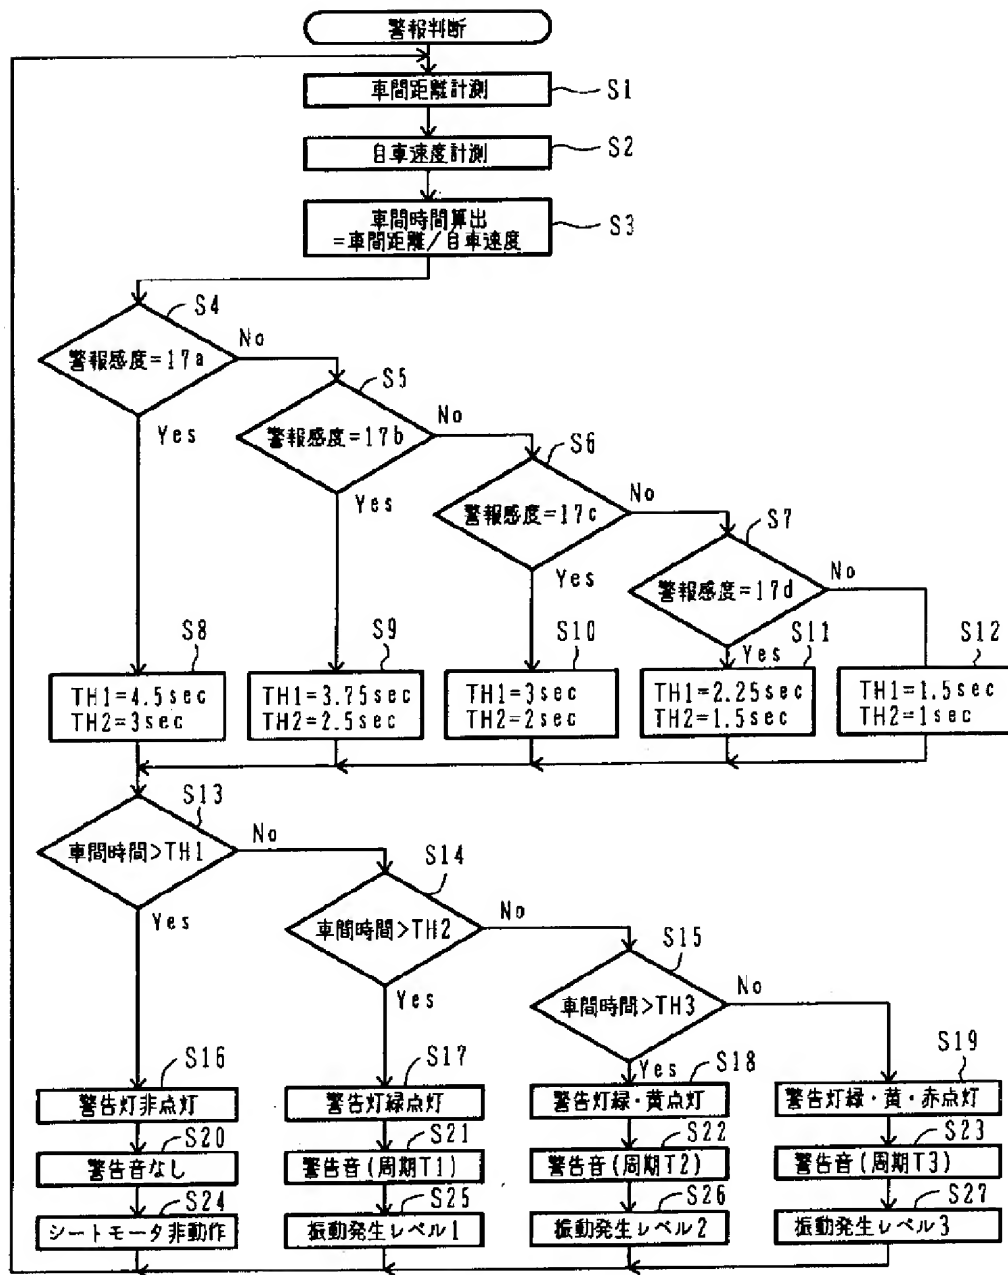 警報判断
車間距離計測
S1
自車速度計測
S2
車間時間算出
=車間距離/自車速度
S3
S4
警報感度=17a
No
Yes
S5
警報感度=17b
No
Yes
S6
警報感度=17c
No
Yes
S7
警報感度=17d
No
Yes
S8
TH1=4.5sec
TH2=3sec
S9
TH1=3.75sec
TH2=2.5sec
S10
TH1=3sec
TH2=2sec
S11
TH1=2.25sec
TH2=1.5sec
S12
TH1=1.5sec
TH2=1sec
S13
車間時間>TH1
No
Yes
S14
車間時間>TH2
No
Yes
S15
車間時間>TH3
No
Yes
S16
警告灯非点灯
S17
警告灯緑点灯
S18
警告灯緑・黄点灯
S19
警告灯緑・黄・赤点灯
S20
警告音なし
S21
警告音(周期T1)
S22
警告音(周期T2)
S23
警告音(周期T3)
S24
シートモータ非動作
S25
振動発生レベル1
S26
振動発生レベル2
S27
振動発生レベル3